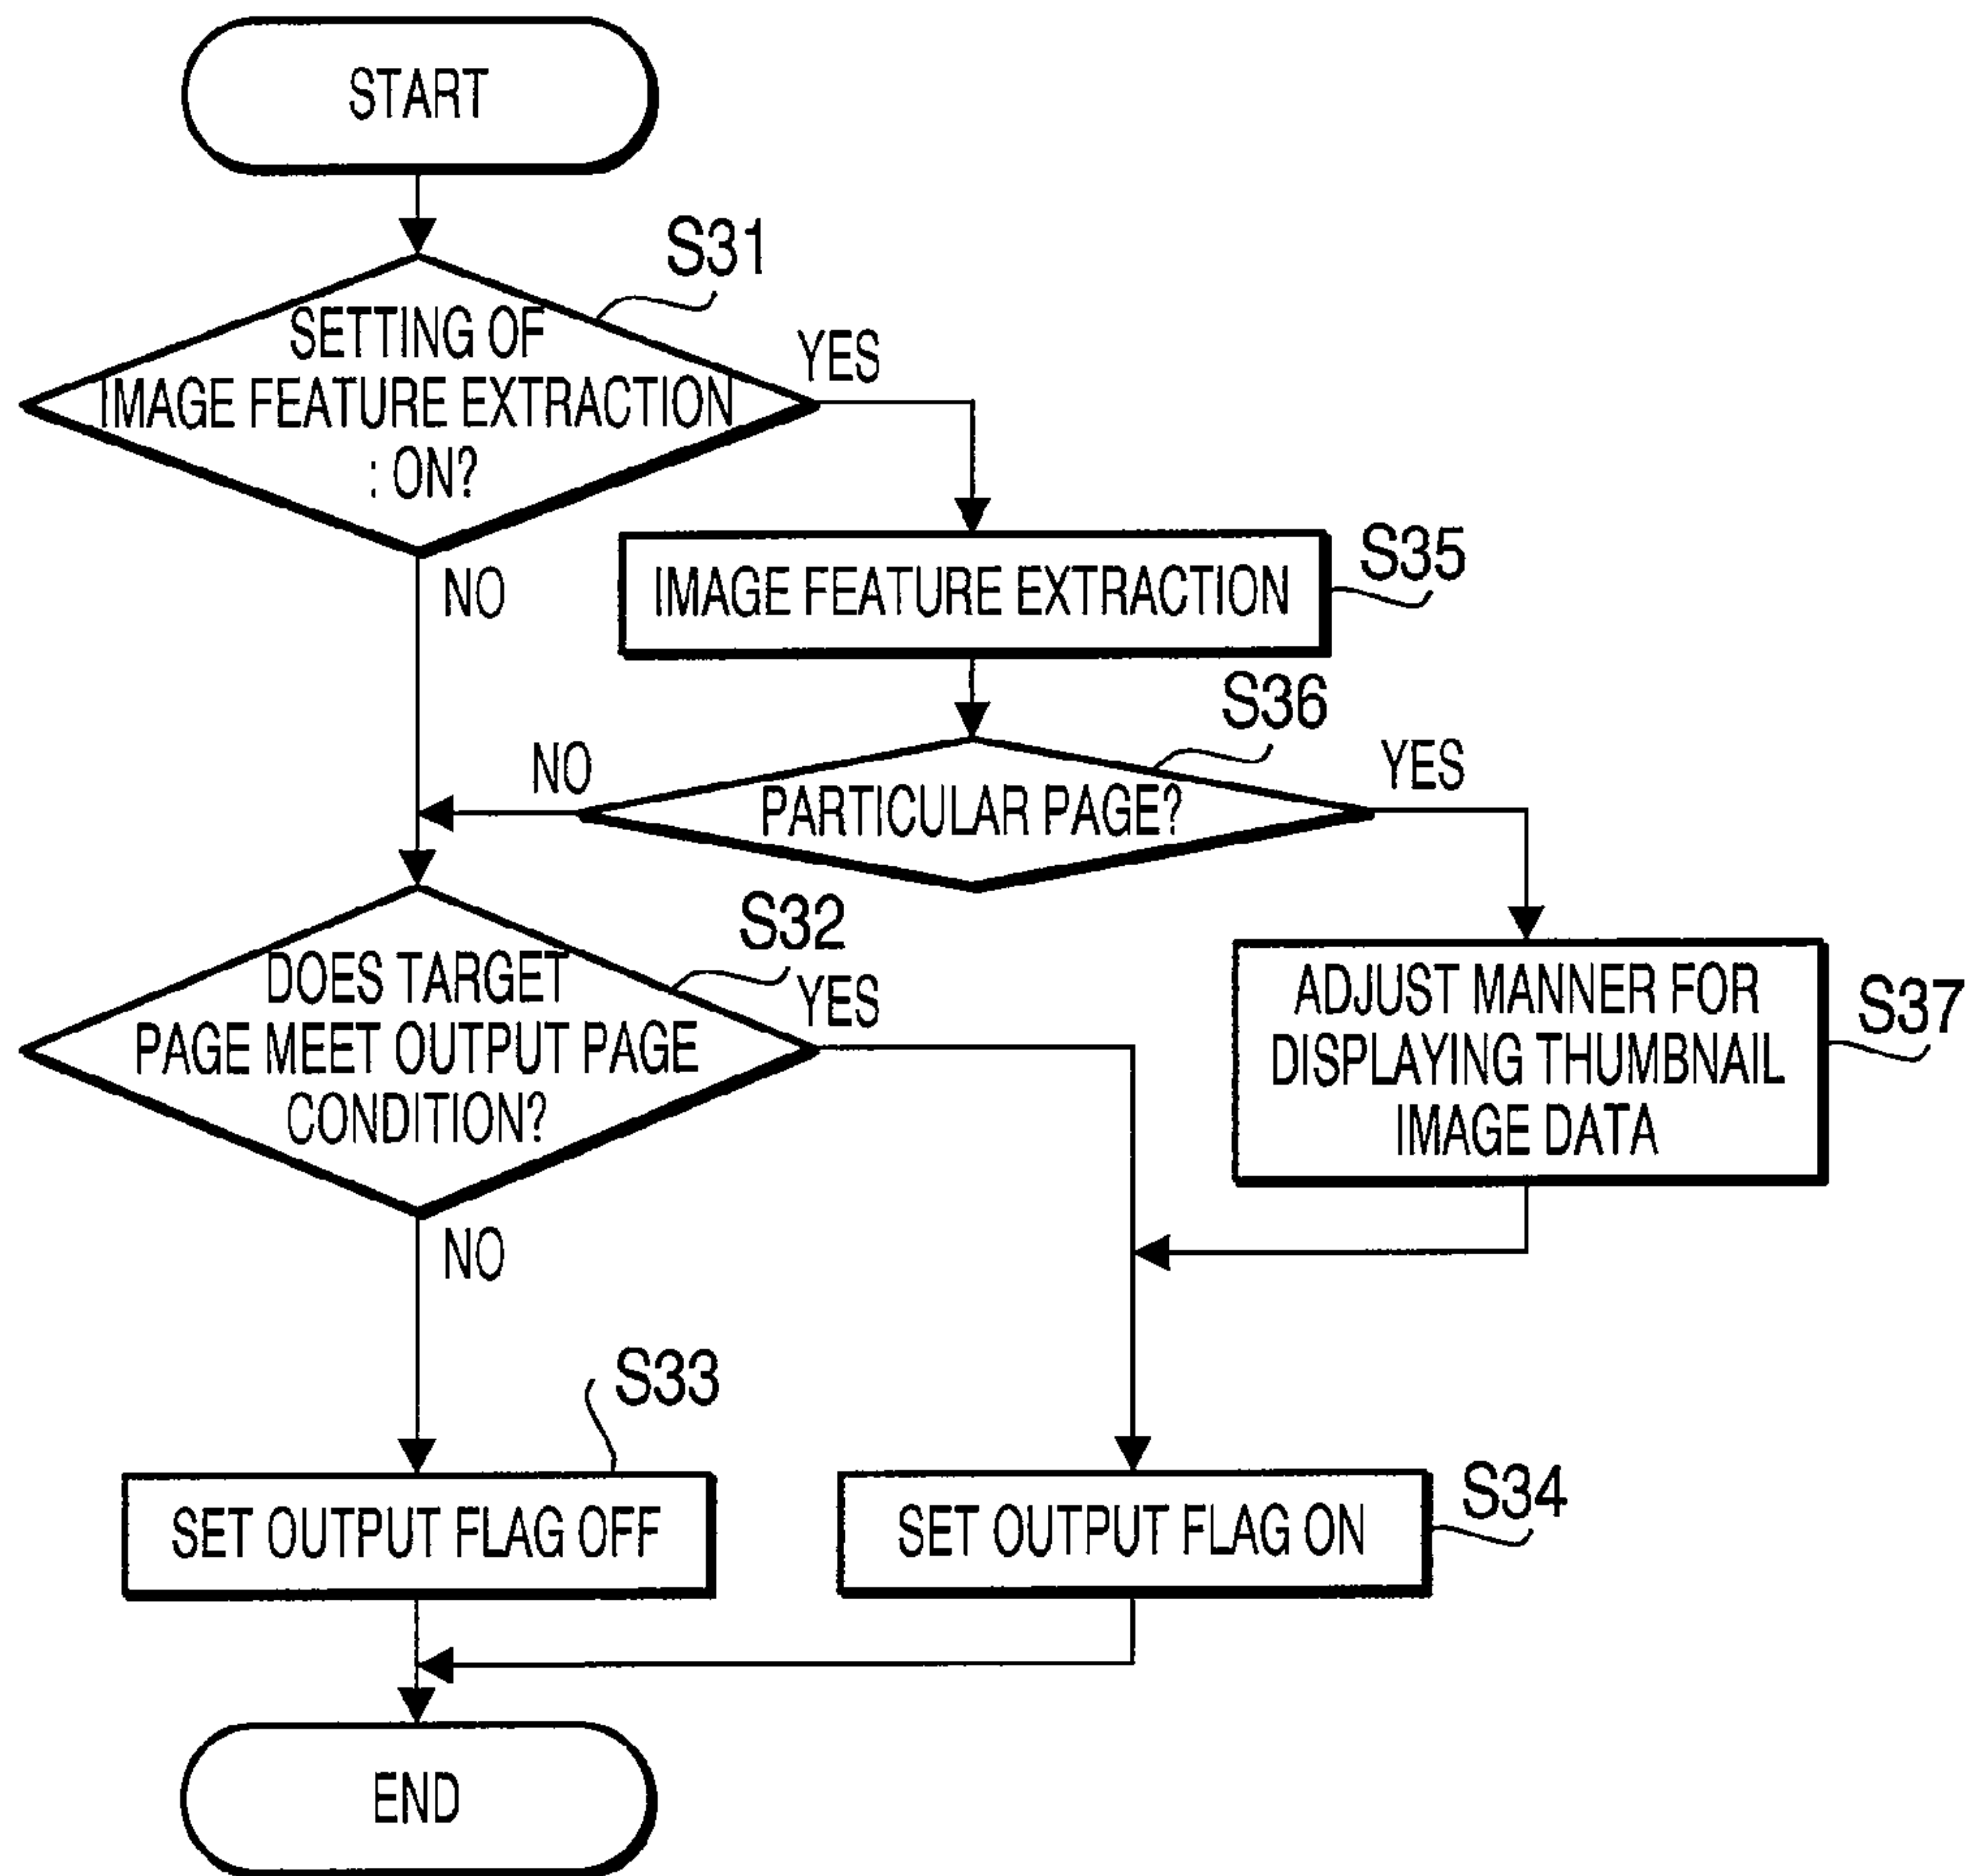 START
S31
SETTING OF
IMAGE FEATURE EXTRACTION
: ON?
YES
NO
IMAGE FEATURE EXTRACTION
S35
S36
NO
PARTICULAR PAGE?
YES
S32
DOES TARGET
PAGE MEET OUTPUT PAGE
CONDITION?
YES
NO
ADJUST MANNER FOR
DISPLAYING THUMBNAIL
IMAGE DATA
S37
S33
SET OUTPUT FLAG OFF
SET OUTPUT FLAG ON
S34
END